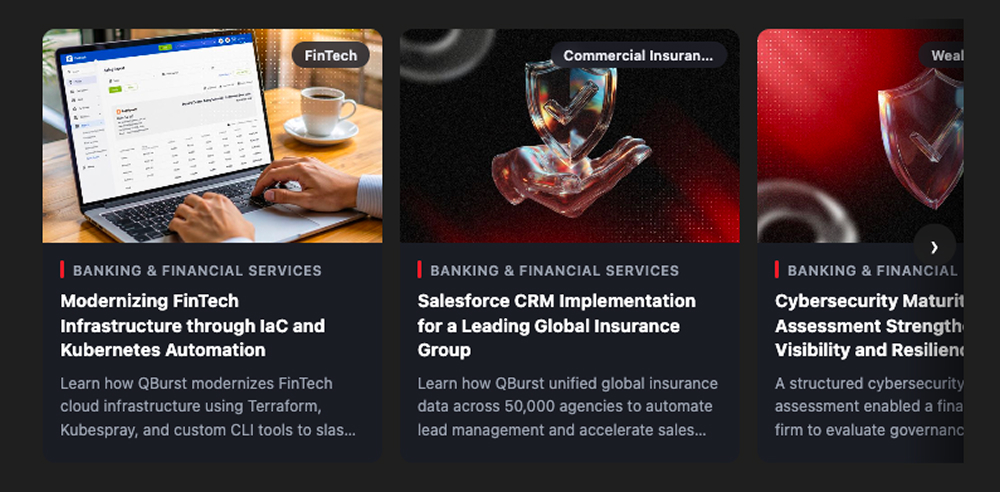 FinTech
BANKING & FINANCIAL SERVICES
Modernizing FinTech
Infrastructure through IaC and
Kubernetes Automation
Learn how QBurst modernizes FinTech
cloud infrastructure using Terraform,
Kubespray, and custom CLI tools to slas...
Commercial Insuran...
BANKING & FINANCIAL SERVICES
Salesforce CRM Implementation
for a Leading Global Insurance
Group
Learn how QBurst unified global insurance
data across 50,000 agencies to automate
lead management and accelerate sales...
Weal
BANKING & FINANCIAL
Cybersecurity Maturit
Assessment Strength
Visibility and Resilienc
A structured cybersecurity
assessment enabled a fina
firm to evaluate governanc